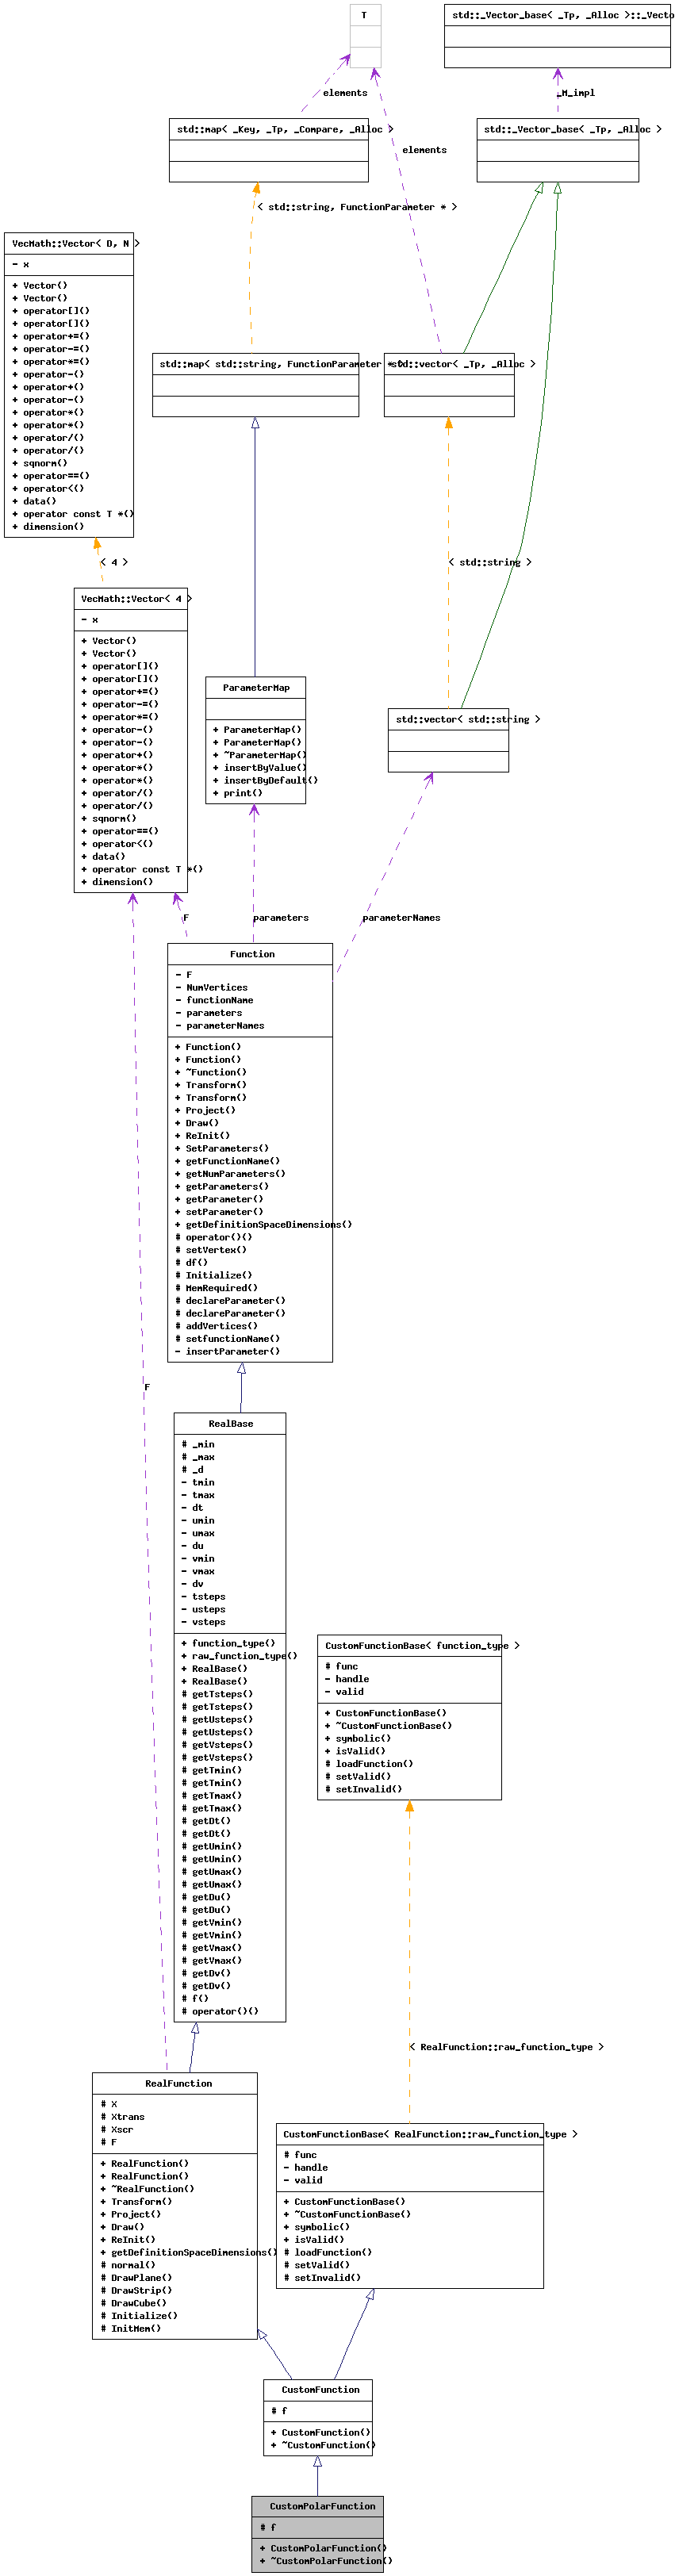 T
std::_Vector_base< _Tp, _Alloc >::_Vecto
elements
_M_impl
std::map< _Key, _Tp, _Compare, _Alloc >
std::_Vector_base< _Tp, _Alloc >
elements
< std::string, FunctionParameter * >
VecMath::Vector< D, N >
- x
+ Vector()
+ Vector()
+ operator[]()
+ operator[]()
+ operator+=()
+ operator-=()
+ operator*=()
+ operator-()
+ operator+()
+ operator-()
+ operator*()
+ operator*()
+ operator/()
+ operator/()
+ sqnorm()
+ operator==()
+ operator<()
+ data()
+ operator const T *()
+ dimension()
std::map< std::string, FunctionParameter * >
std::vector< _Tp, _Alloc >
< 4 >
< std::string >
VecMath::Vector< 4 >
- x
+ Vector()
+ Vector()
+ operator[]()
+ operator[]()
+ operator+=()
+ operator-=()
+ operator*=()
+ operator-()
+ operator-()
+ operator+()
+ operator*()
+ operator*()
+ operator/()
+ operator/()
+ sqnorm()
+ operator==()
+ operator<()
+ data()
+ operator const T *()
+ dimension()
ParameterMap
+ ParameterMap()
+ ParameterMap()
+ ~ParameterMap()
+ insertByValue()
+ insertByDefault()
+ print()
std::vector< std::string >
F
parameters
parameterNames
Function
- F
- NumVertices
- functionName
- parameters
- parameterNames
+ Function()
+ Function()
+ ~Function()
+ Transform()
+ Transform()
+ Project()
+ Draw()
+ ReInit()
+ SetParameters()
+ getFunctionName()
+ getNumParameters()
+ getParameters()
+ getParameter()
+ setParameter()
+ getDefinitionSpaceDimensions()
# operator()()
# setVertex()
# df()
# Initialize()
# MemRequired()
# declareParameter()
# declareParameter()
# addVertices()
# setfunctionName()
- insertParameter()
F
RealBase
# _min
# _max
# _d
- tmin
- tmax
- dt
- umin
- umax
- du
- vmin
- vmax
- dv
- tsteps
- usteps
- vsteps
+ function_type()
+ raw_function_type()
+ RealBase()
+ RealBase()
# getTsteps()
# getTsteps()
# getUsteps()
# getUsteps()
# getVsteps()
# getVsteps()
# getTmin()
# getTmin()
# getTmax()
# getTmax()
# getDt()
# getDt()
# getUmin()
# getUmin()
# getUmax()
# getUmax()
# getDu()
# getDu()
# getVmin()
# getVmin()
# getVmax()
# getVmax()
# getDv()
# getDv()
# f()
# operator()()
CustomFunctionBase< function_type >
# func
- handle
- valid
+ CustomFunctionBase()
+ ~CustomFunctionBase()
+ symbolic()
+ isValid()
# loadFunction()
# setValid()
# setInvalid()
< RealFunction::raw_function_type >
RealFunction
# X
# Xtrans
# Xscr
# F
+ RealFunction()
+ RealFunction()
+ ~RealFunction()
+ Transform()
+ Project()
+ Draw()
+ ReInit()
+ getDefinitionSpaceDimensions()
# normal()
# DrawPlane()
# DrawStrip()
# DrawCube()
# Initialize()
# InitMem()
CustomFunctionBase< RealFunction::raw_function_type >
# func
- handle
- valid
+ CustomFunctionBase()
+ ~CustomFunctionBase()
+ symbolic()
+ isValid()
# loadFunction()
# setValid()
# setInvalid()
CustomFunction
# f
+ CustomFunction()
+ ~CustomFunction()
CustomPolarFunction
# f
+ CustomPolarFunction()
+ ~CustomPolarFunction()